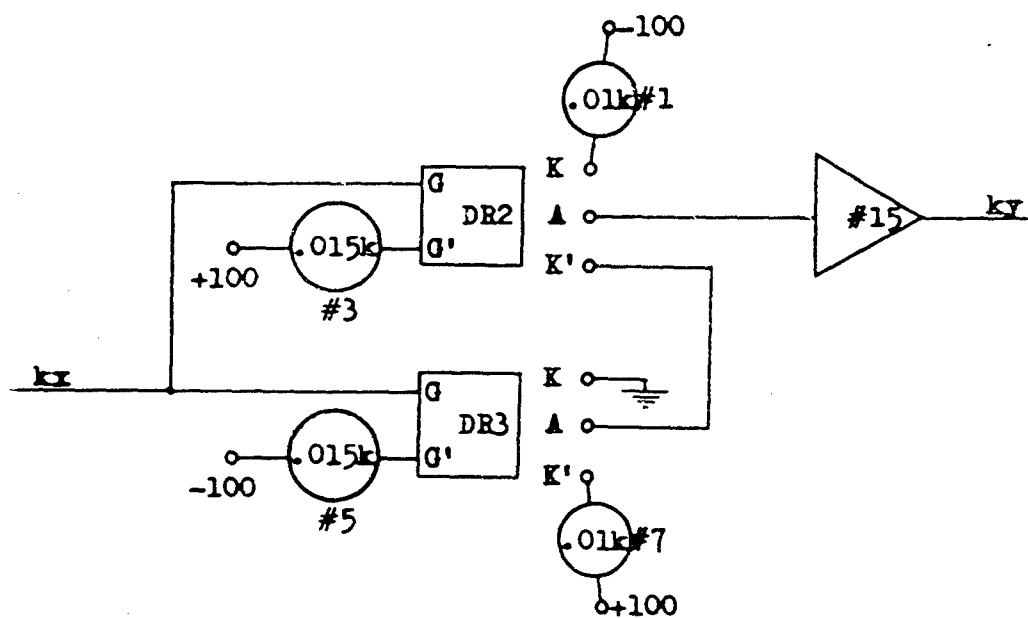 -100
.01k#1
K
G
DR2
A
#15
ky
.015k
G'
K'
+100
#3
kx
K
G
DR3
A
.015k
G'
K'
-100
#5
.01k#7
+100